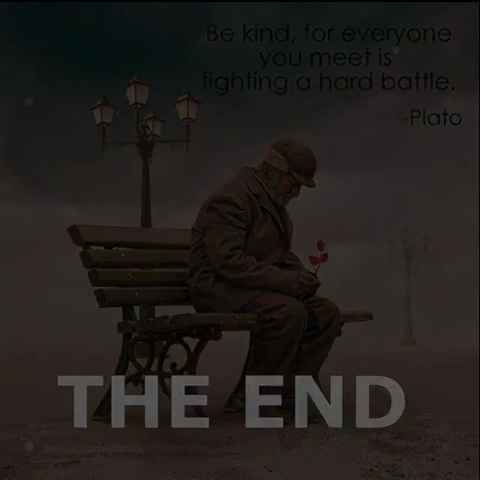 Be kind, for everyone
you meet is
fighting a hard battle.
-Plato
THE END